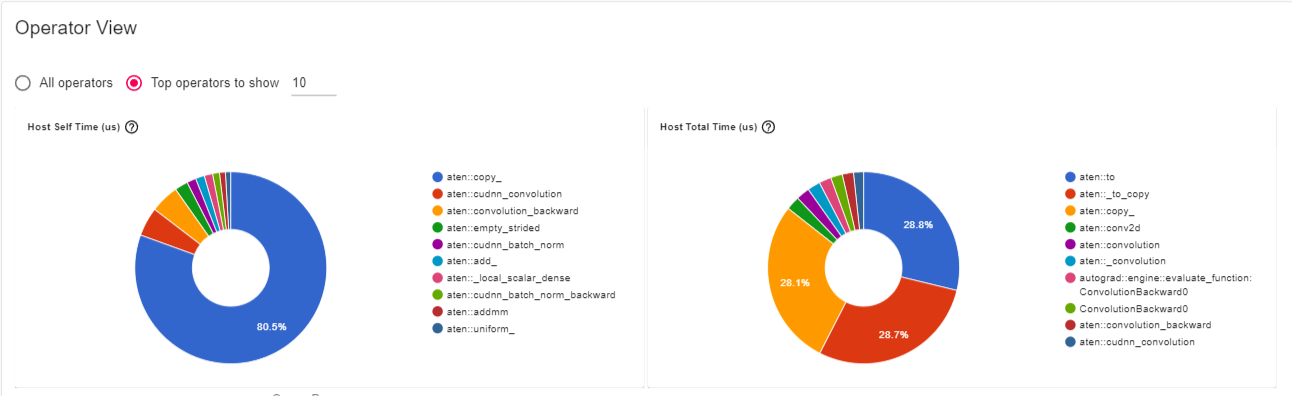 Operator View
All operators
Top operators to show
10
Host Self Time (us) ?
80.5%
aten::copy_
aten::cudnn_convolution
aten::convolution_backward
aten::empty_strided
aten::cudnn_batch_norm
aten::add_
aten::_local_scalar_dense
aten::cudnn_batch_norm_backward
aten::addmm
aten::uniform_
Host Total Time (us) ?
28.8%
28.1%
28.7%
aten::to
aten::_to_copy
aten::copy_
aten::conv2d
aten::convolution
aten::_convolution
autograd::engine::evaluate_function:
ConvolutionBackward0
ConvolutionBackward0
aten::convolution_backward
aten::cudnn_convolution